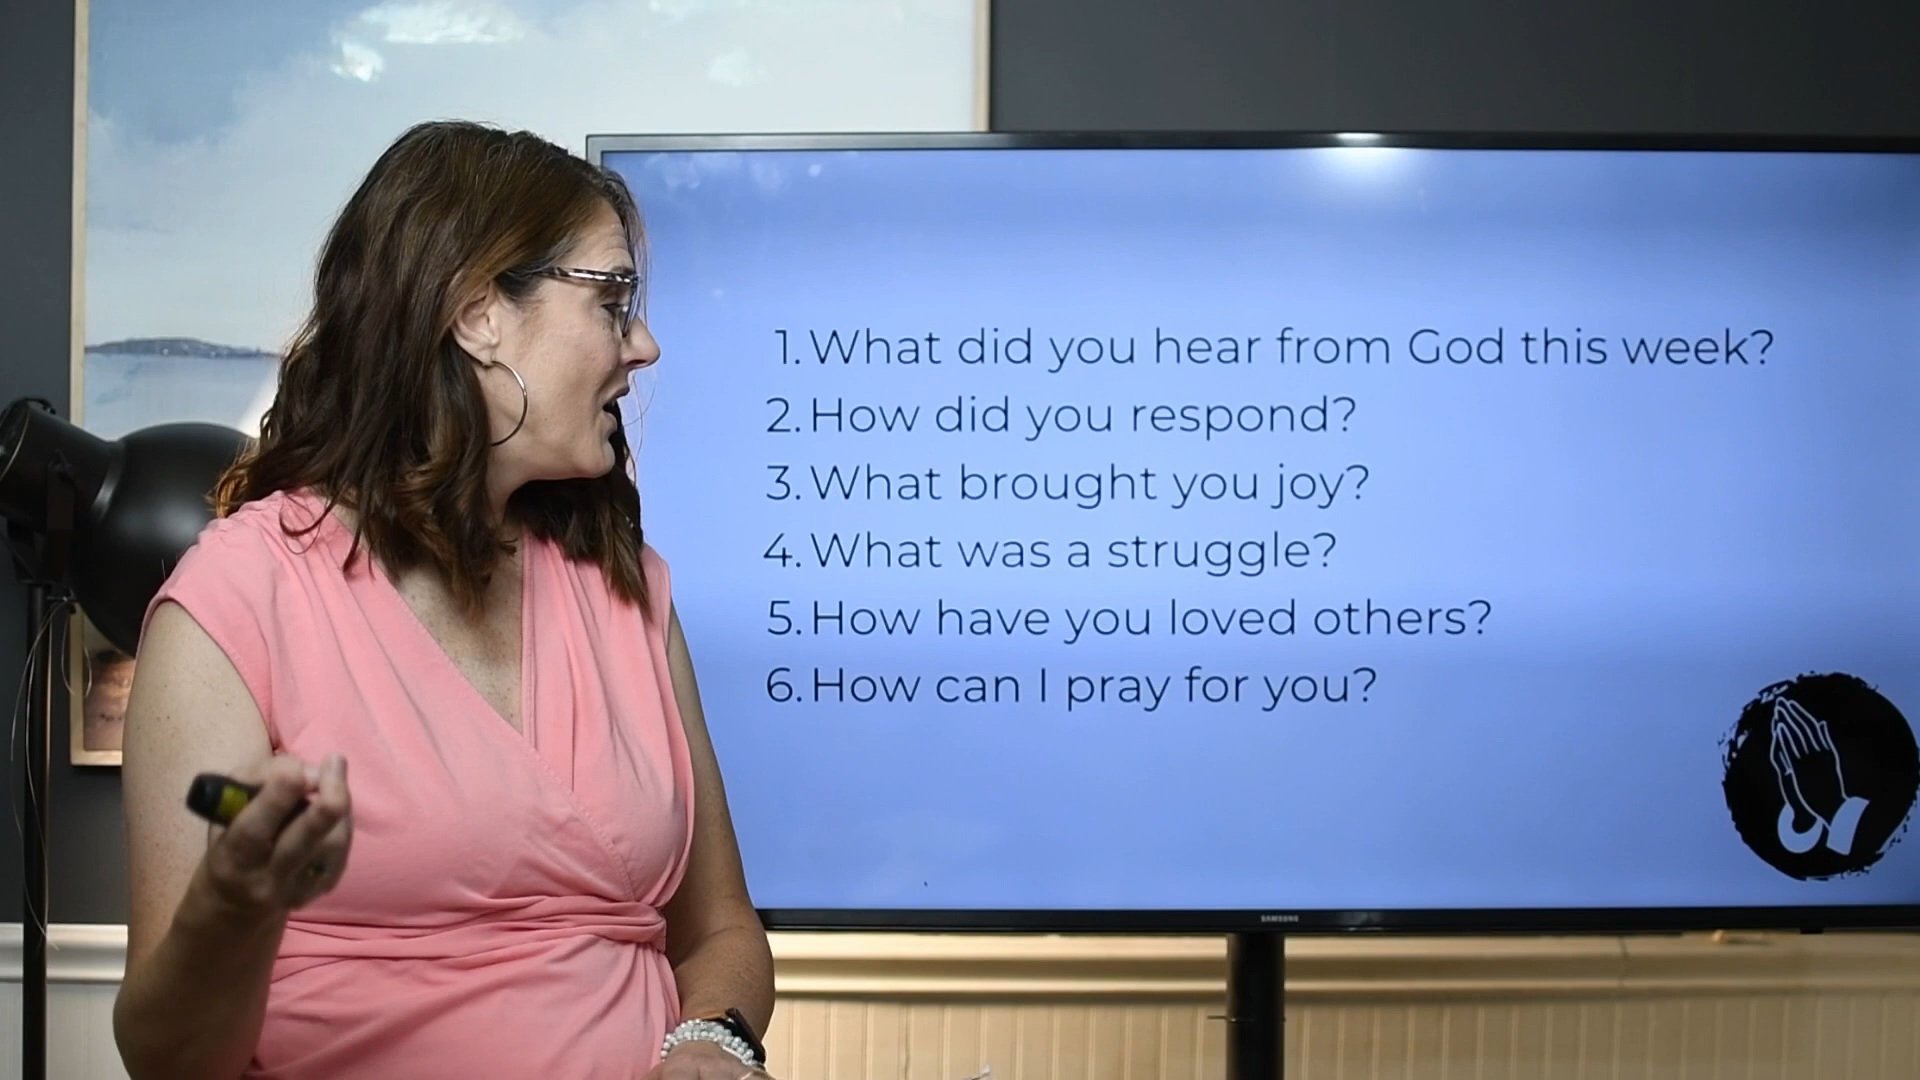 1. What did you hear from God this week?
2. How did you respond?
3. What brought you joy?
4. What was a struggle?
5. How have you loved others?
6. How can I pray for you?
SAMSUNG